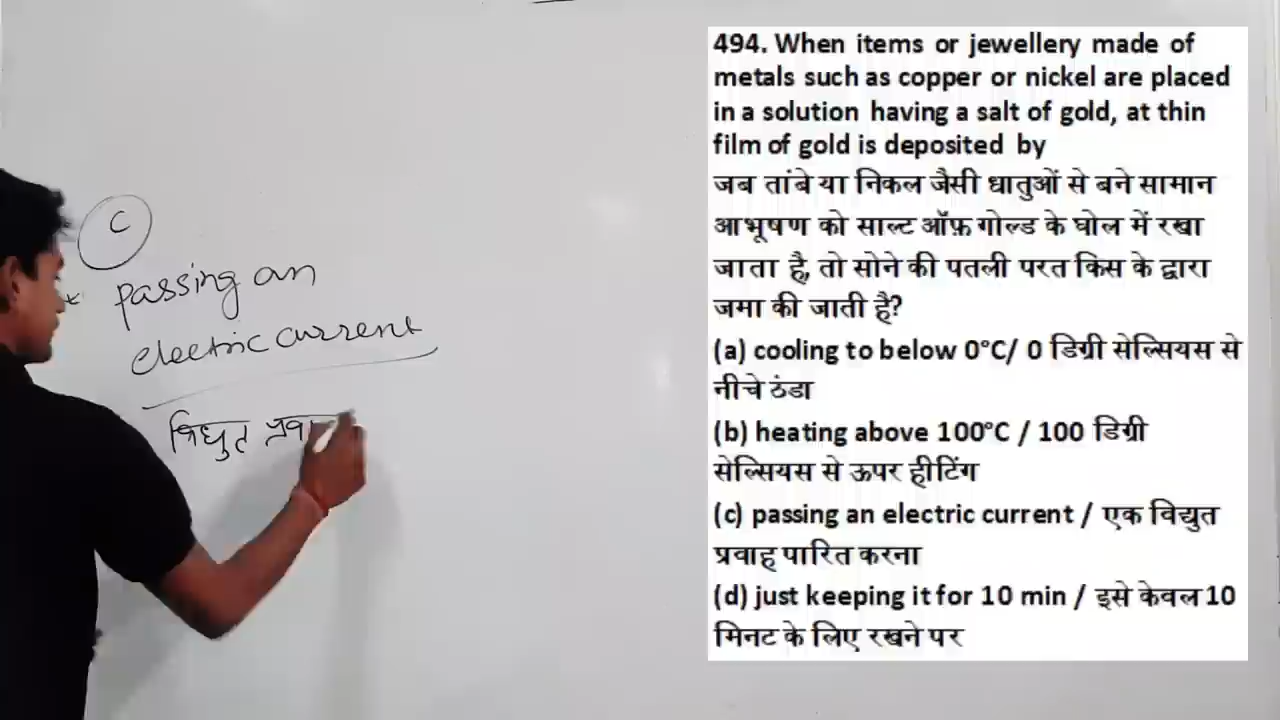 C
passing an
electric current
विघुत प्रवा
494. When items or jewellery made of
metals such as copper or nickel are placed
in a solution having a salt of gold, at thin
film of gold is deposited by
जब तांबे या निकल जैसी धातुओं से बने सामान
आभूषण को साल्ट ऑफ़ गोल्ड के घोल में रखा
जाता है, तो सोने की पतली परत किस के द्वारा
जमा की जाती है?
(a) cooling to below 0°C/ 0 डिग्री सेल्सियस से
नीचे ठंडा
(b) heating above 100°C / 100 डिग्री
सेल्सियस से ऊपर हीटिंग
(c) passing an electric current / एक विद्युत
प्रवाह पारित करना
(d) just keeping it for 10 min / इसे केवल 10
मिनट के लिए रखने पर